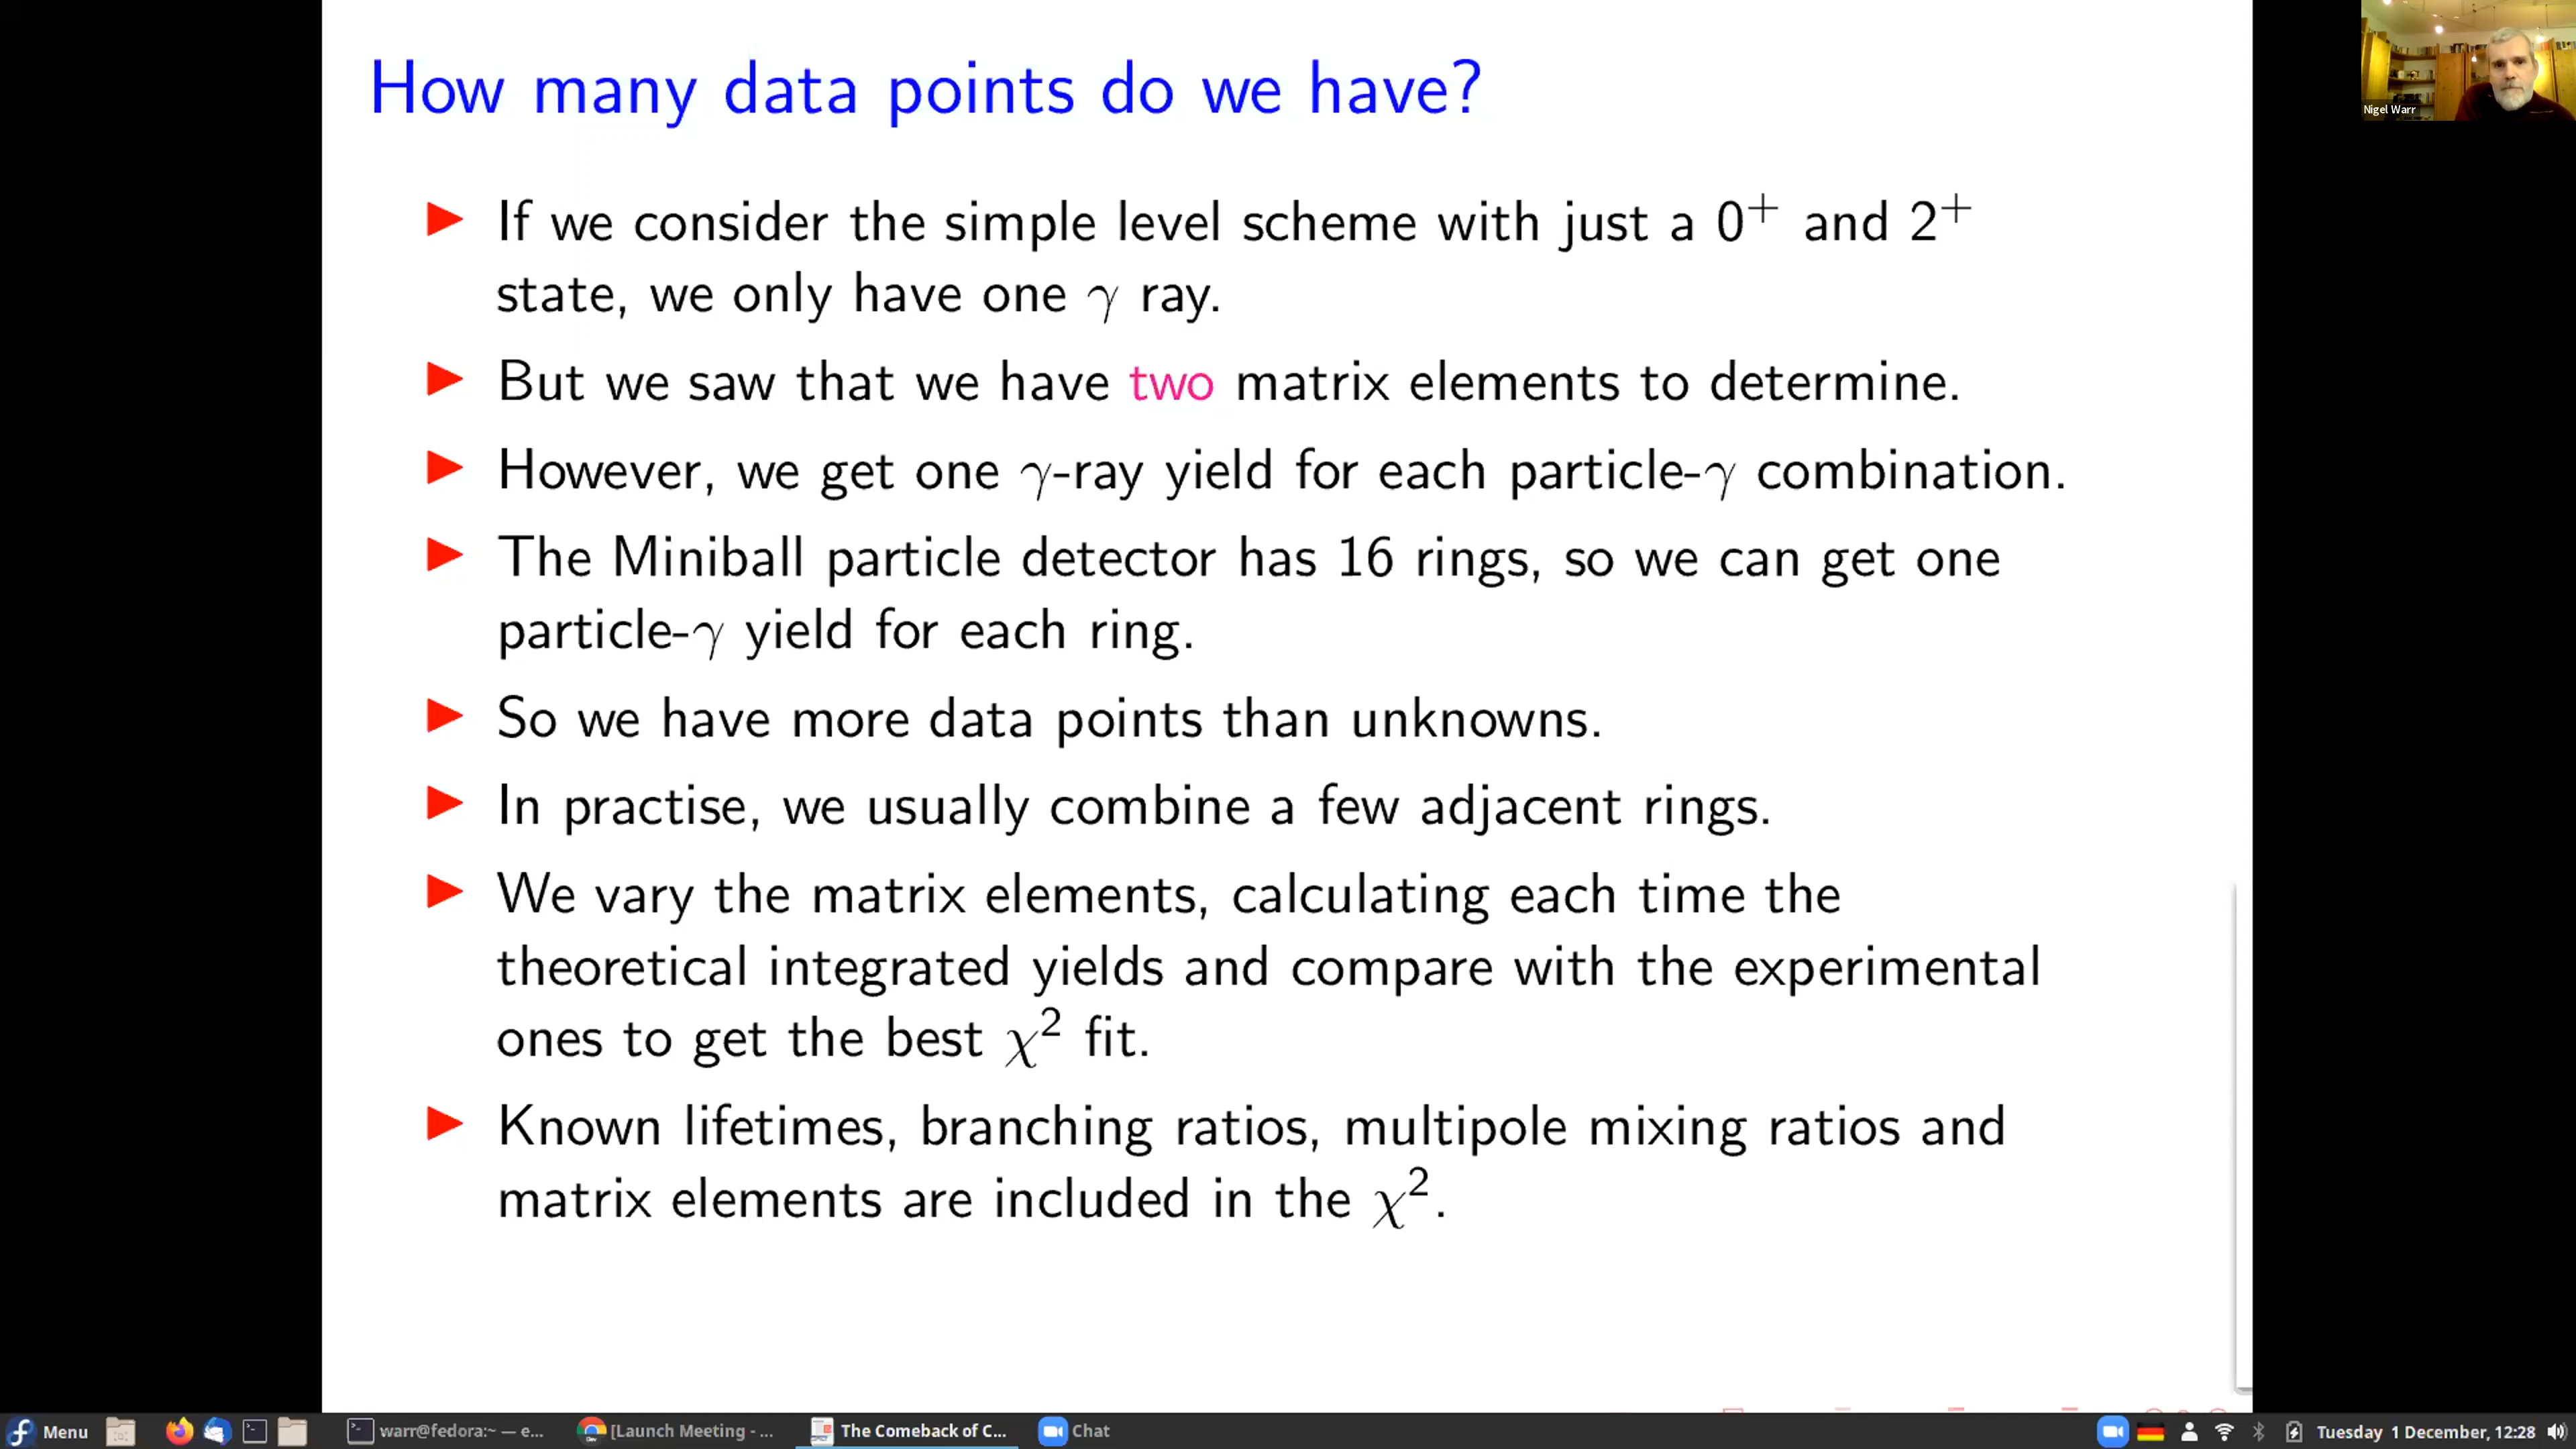 How many data points do we have?
Nigel Warr
▶ If we consider the simple level scheme with just a 0⁺ and 2⁺
state, we only have one γ ray.
▶ But we saw that we have two matrix elements to determine.
▶ However, we get one γ-ray yield for each particle-γ combination.
▶ The Miniball particle detector has 16 rings, so we can get one
particle-γ yield for each ring.
▶ So we have more data points than unknowns.
▶ In practise, we usually combine a few adjacent rings.
▶ We vary the matrix elements, calculating each time the
theoretical integrated yields and compare with the experimental
ones to get the best χ² fit.
▶ Known lifetimes, branching ratios, multipole mixing ratios and
matrix elements are included in the χ².
Menu warr@fedora:~ — e... [Launch Meeting - ... The Comeback of C... Chat Tuesday 1 December, 12:28